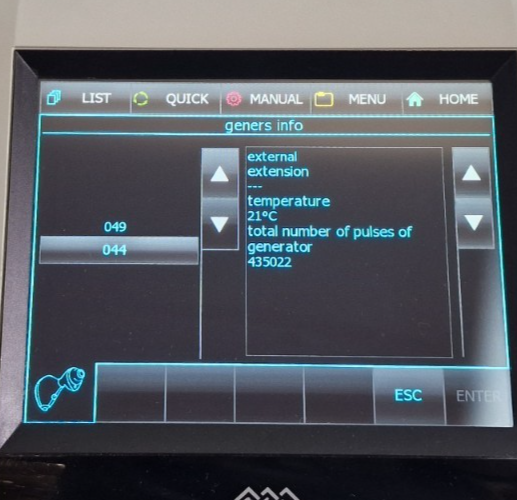 LIST QUICK MANUAL MENU HOME
geners info
049
044
external
extension
---
temperature
21°C
total number of pulses of
generator
435022
ESC ENTER